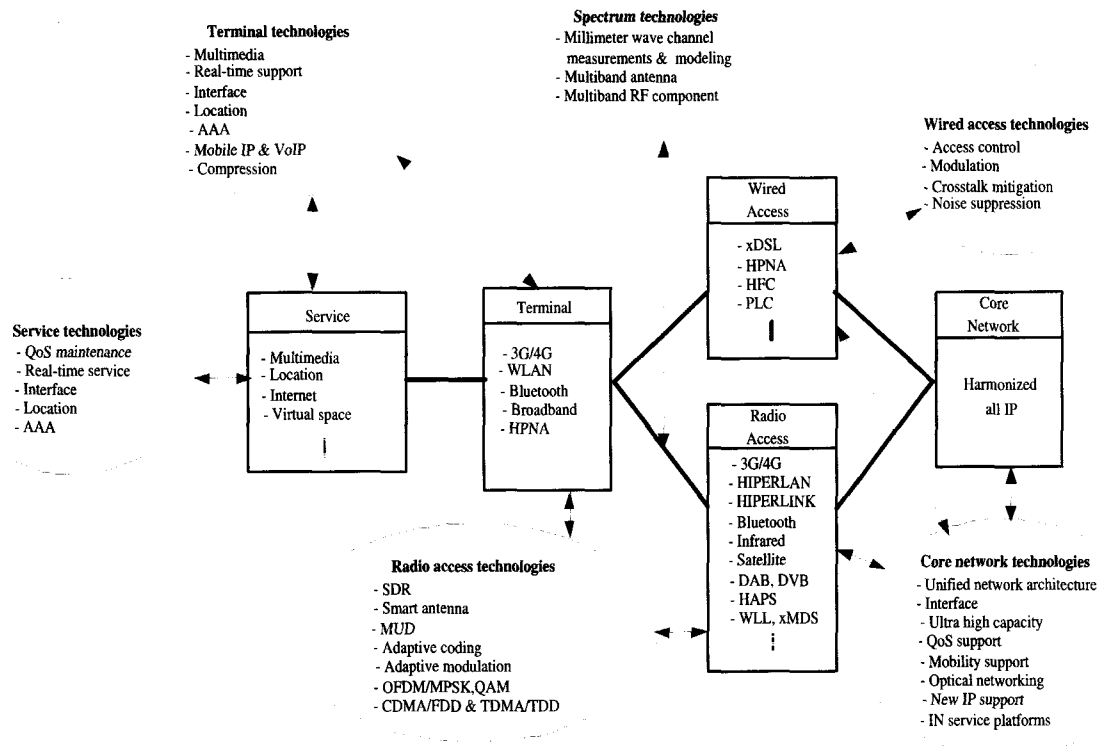 Terminal technologies
- Multimedia
- Real-time support
- Interface
- Location
- AAA
- Mobile IP & VoIP
- Compression
Spectrum technologies
- Millimeter wave channel
measurements & modeling
- Multiband antenna
- Multiband RF component
Wired access technologies
- Access control
- Modulation
- Crosstalk mitigation
- Noise suppression
Service technologies
- QoS maintenance
- Real-time service
- Interface
- Location
- AAA
Service
- Multimedia
- Location
- Internet
- Virtual space
Terminal
- 3G/4G
- WLAN
- Bluetooth
- Broadband
- HPNA
Wired
Access
- xDSL
- HPNA
- HFC
- PLC
Radio
Access
- 3G/4G
- HIPERLAN
- HIPERLINK
- Bluetooth
- Infrared
- Satellite
- DAB, DVB
- HAPS
- WLL, xMDS
Core
Network
Harmonized
all IP
Radio access technologies
- SDR
- Smart antenna
- MUD
- Adaptive coding
- Adaptive modulation
- OFDM/MPSK,QAM
- CDMA/FDD & TDMA/TDD
Core network technologies
- Unified network architecture
- Interface
- Ultra high capacity
- QoS support
- Mobility support
- Optical networking
- New IP support
- IN service platforms